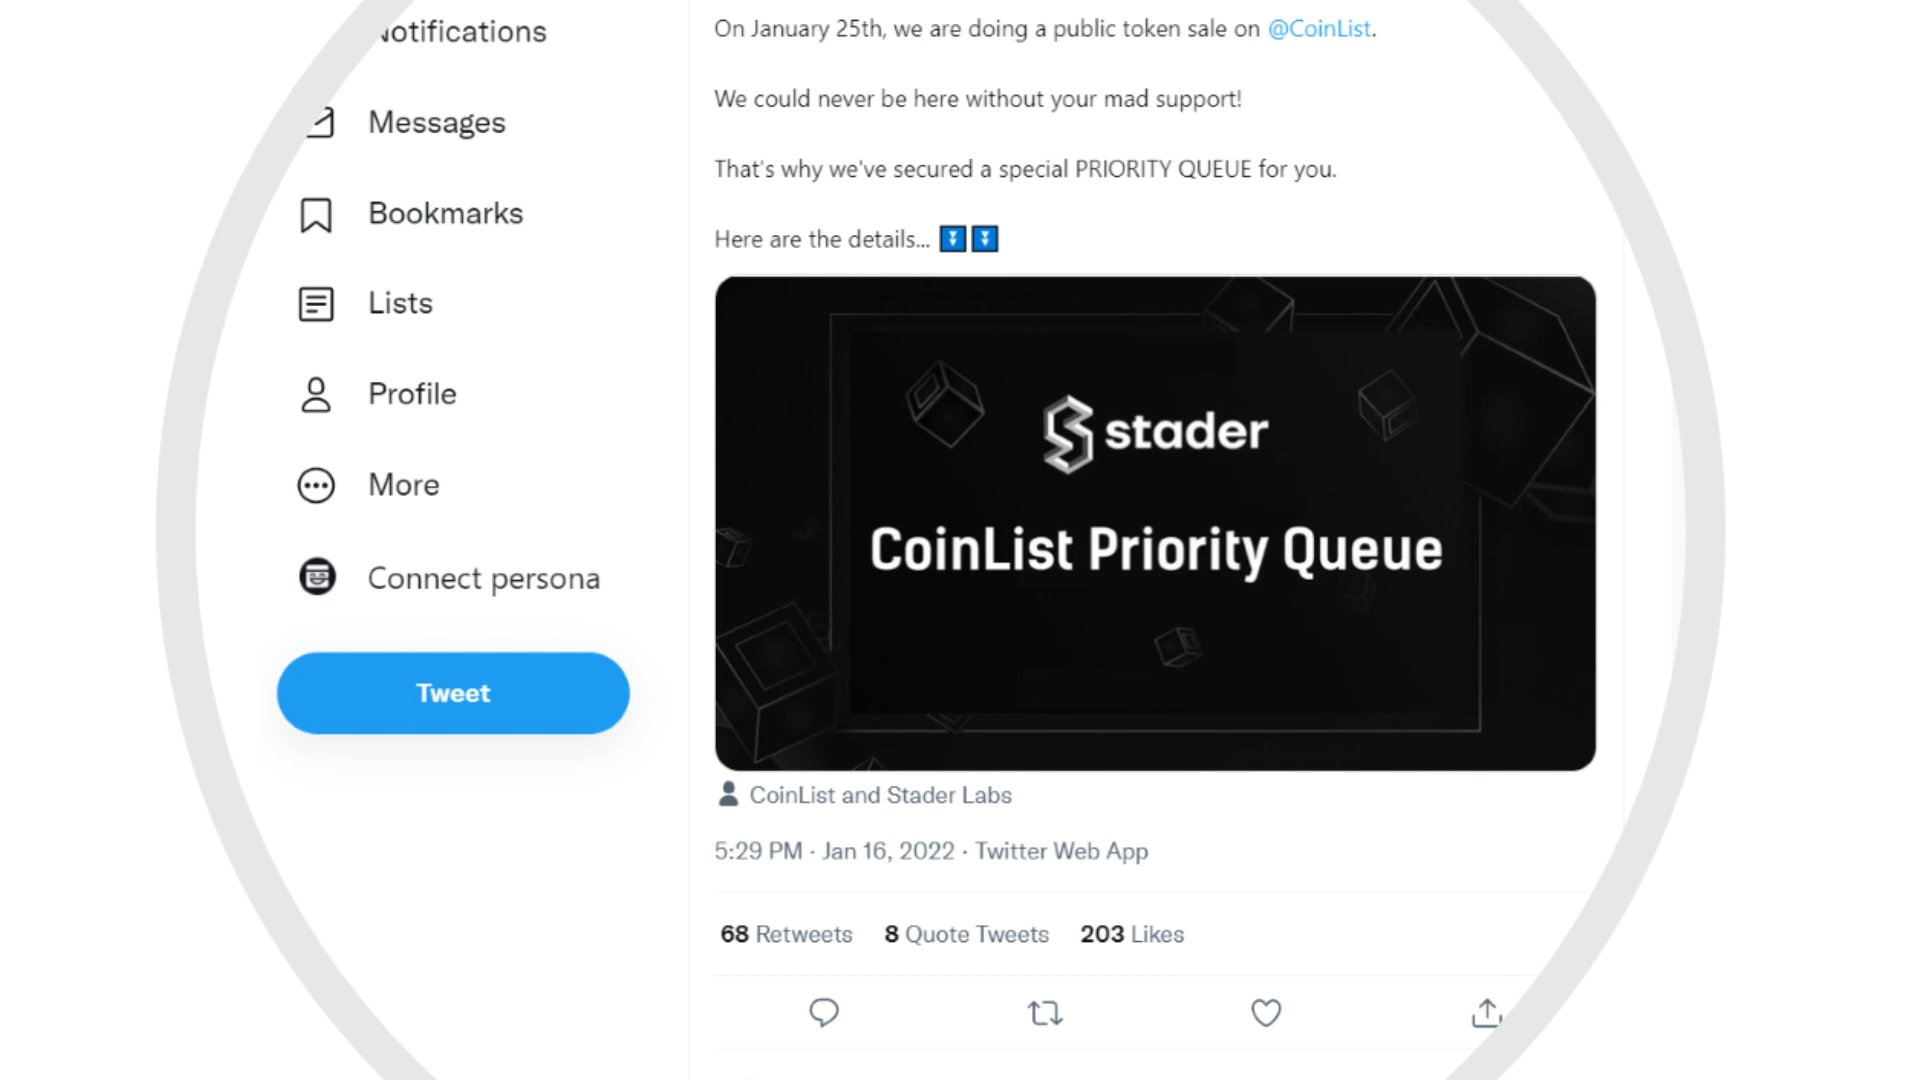 Notifications
Messages
Bookmarks
Lists
Profile
More
Connect persona
Tweet
On January 25th, we are doing a public token sale on @CoinList.
We could never be here without your mad support!
That's why we've secured a special PRIORITY QUEUE for you.
Here are the details...
stader
CoinList Priority Queue
CoinList and Stader Labs
5:29 PM · Jan 16, 2022 · Twitter Web App
68 Retweets 8 Quote Tweets 203 Likes